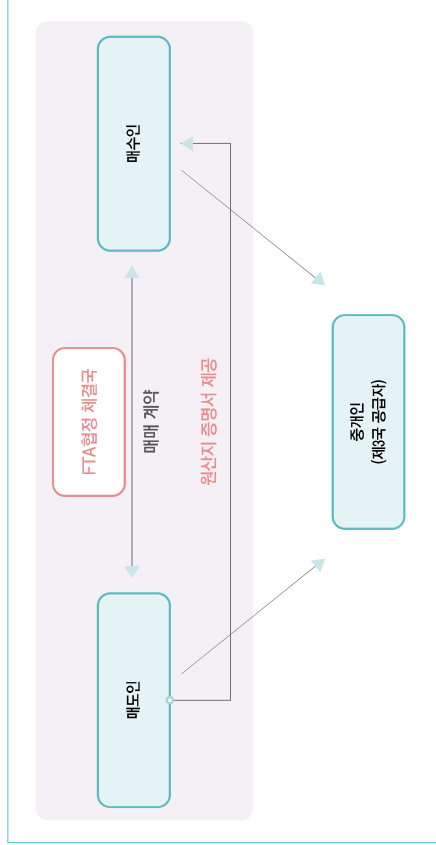 FTA협정 체결국
매도인
매매 계약
매수인
원산지 증명서 제공
중개인
(제3국 공급자)